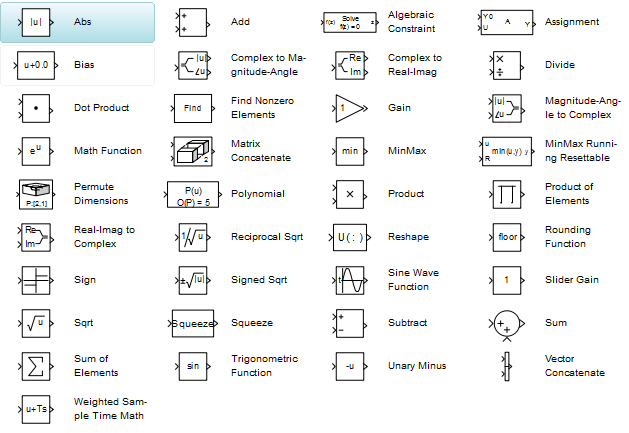 |u|
Abs
+
+
Add
f(z) Solve f(z) = 0 z
Algebraic
Constraint
Y0
U
A
Y
Assignment
u+0.0
Bias
|u|
∠u
Complex to Ma-
gnitude-Angle
Re
Im
Complex to
Real-Imag
×
÷
Divide
•
Dot Product
Find
Find Nonzero
Elements
1
Gain
|u|
∠u
Magnitude-Ang-
le to Complex
e^u
Math Function
2
Matrix
Concatenate
min
MinMax
u
R
min(u,y) y
MinMax Runni-
ng Resettable
P:[2,1]
Permute
Dimensions
P(u)
O(P) = 5
Polynomial
×
Product
∏
Product of
Elements
Re
Im
Real-Imag to
Complex
1/√u
Reciprocal Sqrt
U( : )
Reshape
floor
Rounding
Function
Sign
±√|u|
Signed Sqrt
t
Sine Wave
Function
1
Slider Gain
√u
Sqrt
Squeeze
Squeeze
+
−
Subtract
+
+
Sum
∑
Sum of
Elements
sin
Trigonometric
Function
-u
Unary Minus
Vector
Concatenate
u+Ts
Weighted Sam-
ple Time Math